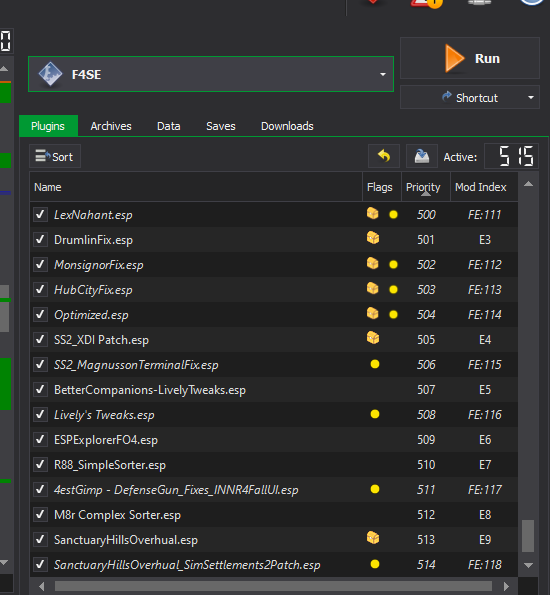 0
F4SE
Run
Shortcut
Plugins Archives Data Saves Downloads
Sort Active: 515
Name Flags Priority Mod Index
LexNahant.esp 500 FE:111
DrumlinFix.esp 501 E3
MonsignorFix.esp 502 FE:112
HubCityFix.esp 503 FE:113
Optimized.esp 504 FE:114
SS2_XDI Patch.esp 505 E4
SS2_MagnussonTerminalFix.esp 506 FE:115
BetterCompanions-LivelyTweaks.esp 507 E5
Lively's Tweaks.esp 508 FE:116
ESPExplorerFO4.esp 509 E6
R88_SimpleSorter.esp 510 E7
4estGimp - DefenseGun_Fixes_INNR4FallUI.esp 511 FE:117
M8r Complex Sorter.esp 512 E8
SanctuaryHillsOverhual.esp 513 E9
SanctuaryHillsOverhual_SimSettlements2Patch.esp 514 FE:118